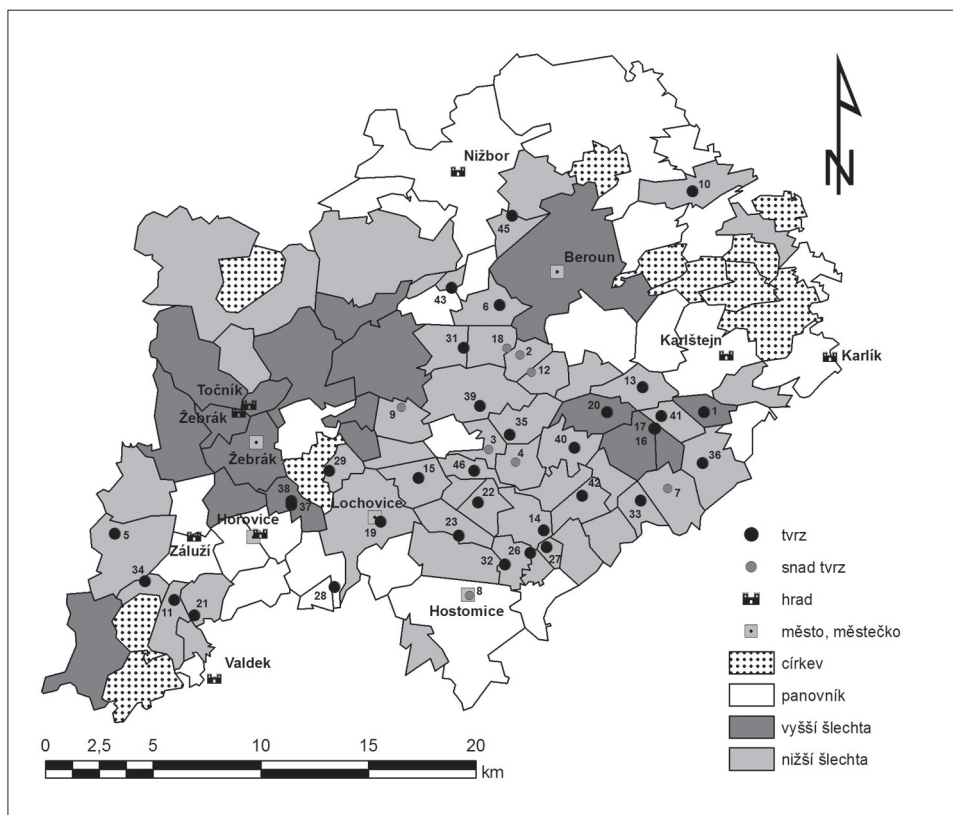 Nižbor
10
45
Beroun
43
6
Karlštejn
31
18
2
Karlík
12
13
Točník
39
20
41
1
9
Žebrák
17
35
3
40
16
Žebrák
4
36
29
46
15
38
42
7
Lochovice
22
37
33
Hořovice
14
5
19
23
Záluží
26
27
32
34
28
8
11
21
Hostomice
Valdek
N
tvrz
snad tvrz
hrad
město, městečko
církev
panovník
vyšší šlechta
nižší šlechta
0 2,5 5 10 15 20
km